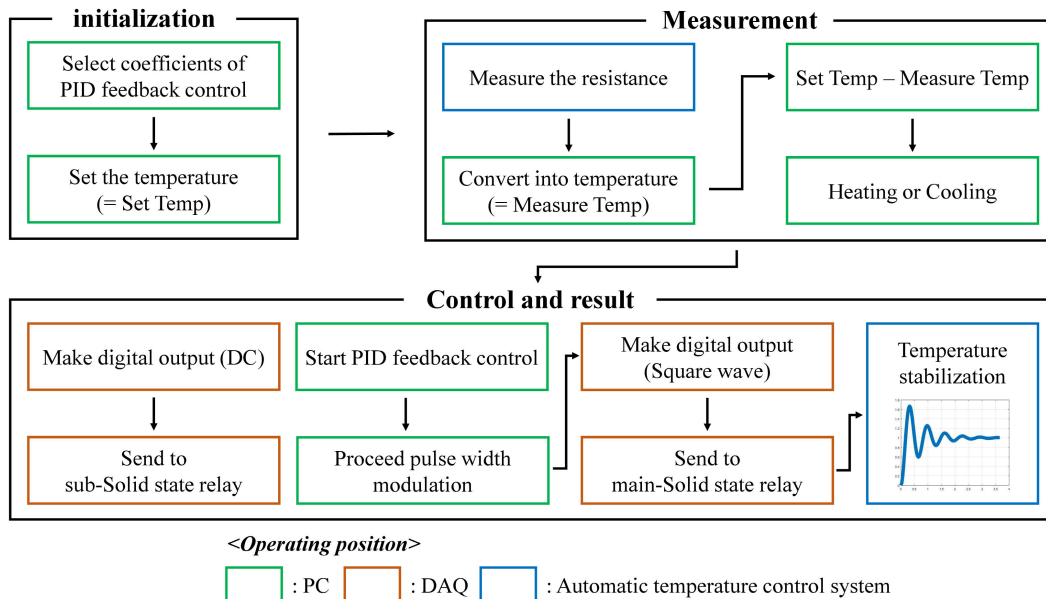 initialization
Select coefficients of
PID feedback control
Set the temperature
(= Set Temp)
Measurement
Measure the resistance
Convert into temperature
(= Measure Temp)
Set Temp – Measure Temp
Heating or Cooling
Control and result
Make digital output (DC)
Send to
sub-Solid state relay
Start PID feedback control
Proceed pulse width
modulation
Make digital output
(Square wave)
Send to
main-Solid state relay
Temperature
stabilization
<Operating position>
: PC
: DAQ
: Automatic temperature control system